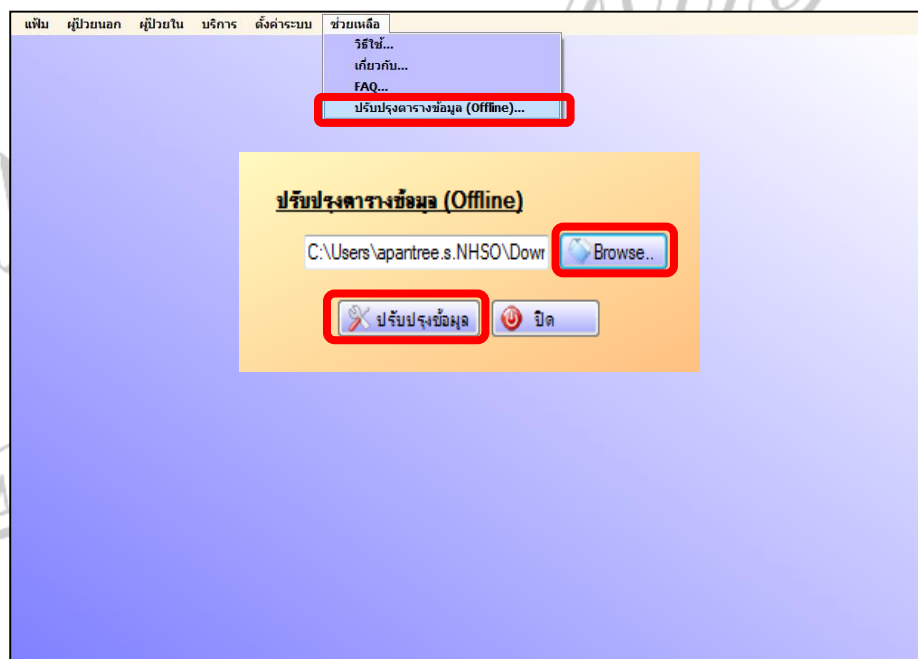 แฟ้ม ผู้ป่วยนอก ผู้ป่วยใน บริการ ตั้งค่าระบบ ช่วยเหลือ
วิธีใช้...
เกี่ยวกับ...
FAQ...
ปรับปรุงตารางข้อมูล (Offline)...
ปรับปรุงตารางข้อมูล (Offline)
C:\Users\apantree.s.NHSO\Dowr Browse..
ปรับปรุงข้อมูล ปิด